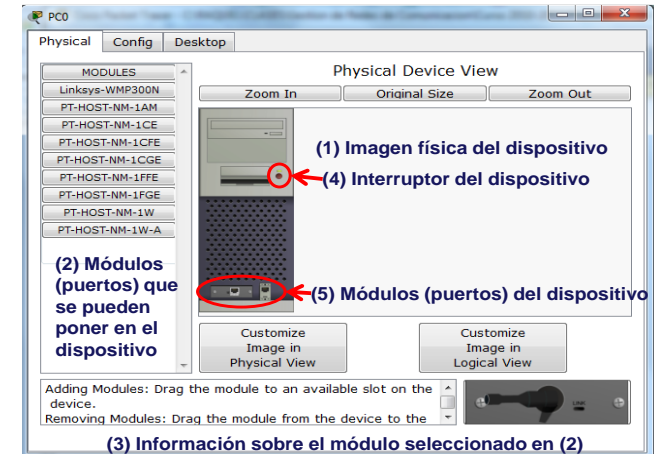 PC0
Physical Config Desktop
MODULES
Linksys-WMP300N
PT-HOST-NM-1AM
PT-HOST-NM-1CE
PT-HOST-NM-1CFE
PT-HOST-NM-1CGE
PT-HOST-NM-1FFE
PT-HOST-NM-1FGE
PT-HOST-NM-1W
PT-HOST-NM-1W-A
(2) Módulos
(puertos) que
se pueden
poner en el
dispositivo
Physical Device View
Zoom In Original Size Zoom Out
(1) Imagen física del dispositivo
(4) Interruptor del dispositivo
(5) Módulos (puertos) del dispositivo
Customize
Image in
Physical View
Customize
Image in
Logical View
Adding Modules: Drag the module to an available slot on the
device.
Removing Modules: Drag the module from the device to the
LINK
(3) Información sobre el módulo seleccionado en (2)